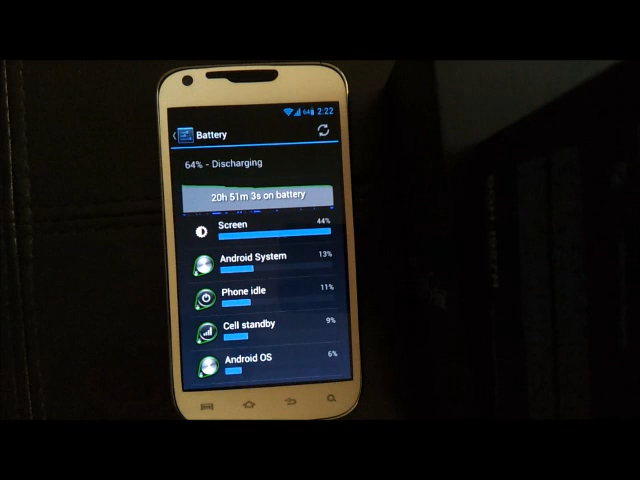 64 2:22
Battery
64% - Discharging
20h 51m 3s on battery
Screen 44%
Android System 13%
Phone idle 11%
Cell standby 9%
Android OS 6%